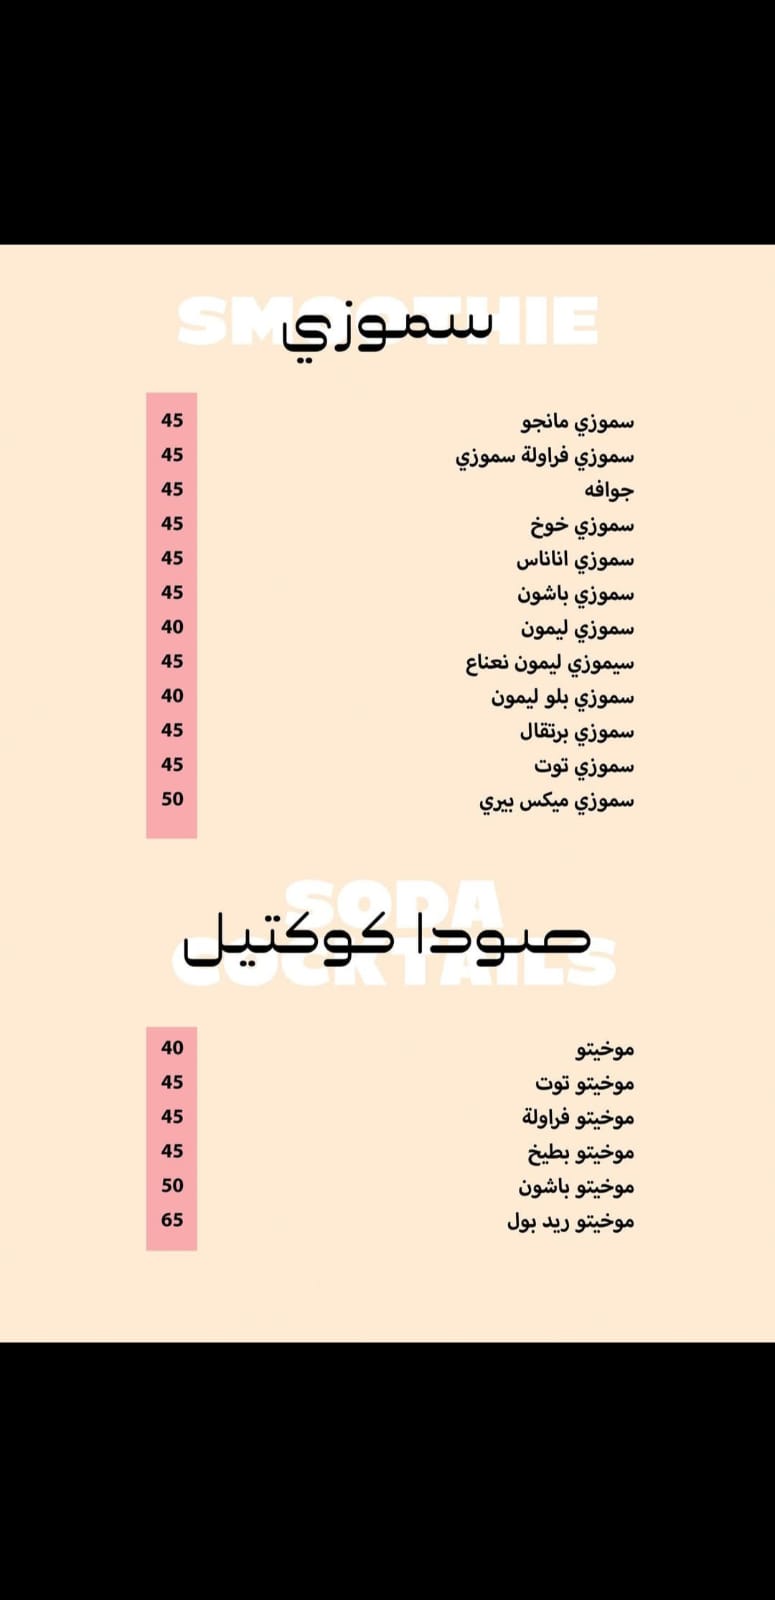 SMOOTHIE
سموزي
سموزي مانجو 45
سموزي فراولة سموزي 45
جوافه 45
سموزي خوخ 45
سموزي اناناس 45
سموزي باشون 45
سموزي ليمون 40
سيموزي ليمون نعناع 45
سموزي بلو ليمون 40
سموزي برتقال 45
سموزي توت 45
سموزي ميكس بيري 50
SODA
COCKTAILS
صودا كوكتيل
موخيتو 40
موخيتو توت 45
موخيتو فراولة 45
موخيتو بطيخ 45
موخيتو باشون 50
موخيتو ريد بول 65